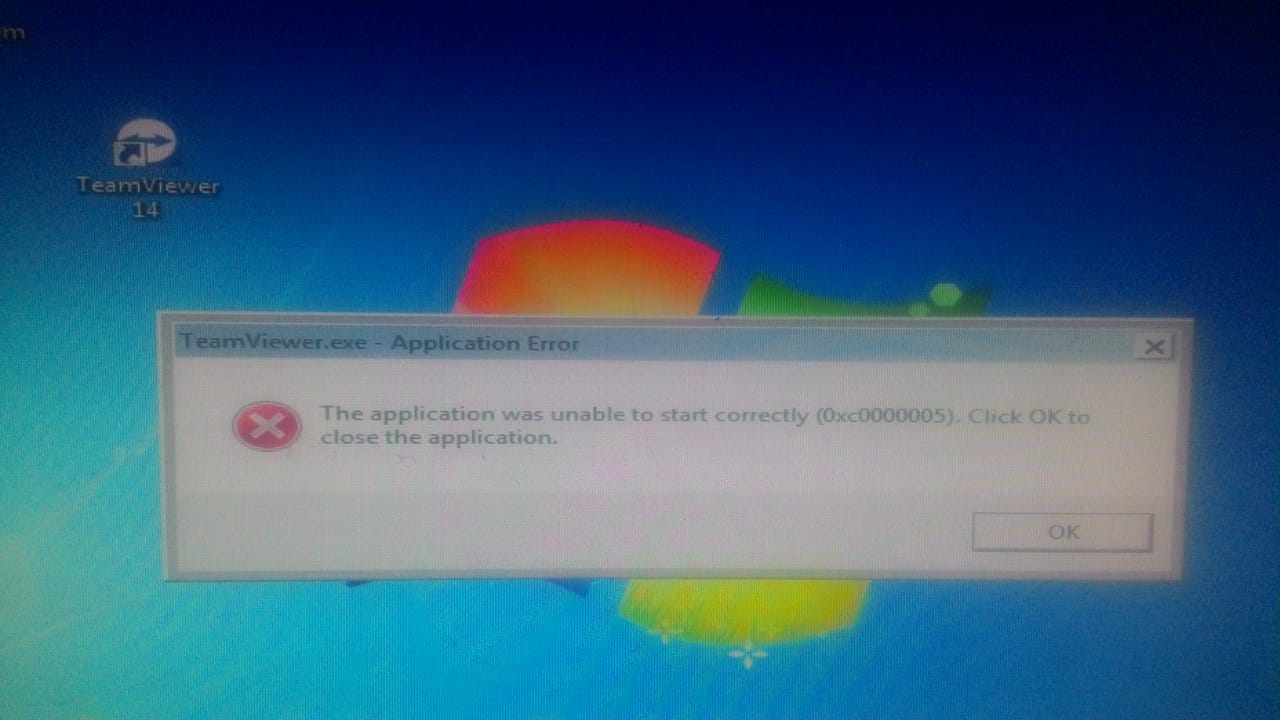 m
TeamViewer
14
TeamViewer.exe - Application Error
The application was unable to start correctly (0xc0000005). Click OK to
close the application.
OK